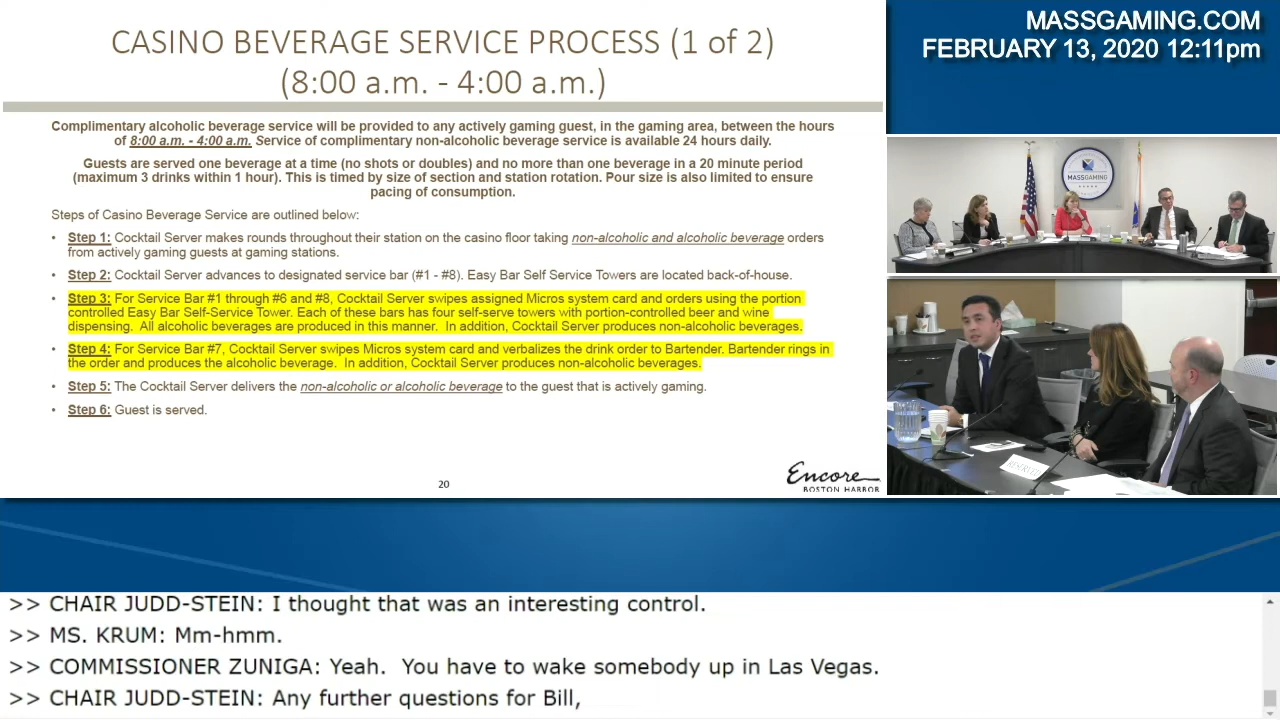 CASINO BEVERAGE SERVICE PROCESS (1 of 2)
(8:00 a.m. - 4:00 a.m.)
Complimentary alcoholic beverage service will be provided to any actively gaming guest, in the gaming area, between the hours
of 8:00 a.m. - 4:00 a.m. Service of complimentary non-alcoholic beverage service is available 24 hours daily.
Guests are served one beverage at a time (no shots or doubles) and no more than one beverage in a 20 minute period
(maximum 3 drinks within 1 hour). This is timed by size of section and station rotation. Pour size is also limited to ensure
pacing of consumption.
Steps of Casino Beverage Service are outlined below:
• Step 1: Cocktail Server makes rounds throughout their station on the casino floor taking non-alcoholic and alcoholic beverage orders
from actively gaming guests at gaming stations.
• Step 2: Cocktail Server advances to designated service bar (#1 - #8). Easy Bar Self Service Towers are located back-of-house.
• Step 3: For Service Bar #1 through #6 and #8, Cocktail Server swipes assigned Micros system card and orders using the portion
controlled Easy Bar Self-Service Tower. Each of these bars has four self-serve towers with portion-controlled beer and wine
dispensing. All alcoholic beverages are produced in this manner. In addition, Cocktail Server produces non-alcoholic beverages.
• Step 4: For Service Bar #7, Cocktail Server swipes Micros system card and verbalizes the drink order to Bartender. Bartender rings in
the order and produces the alcoholic beverage. In addition, Cocktail Server produces non-alcoholic beverages.
• Step 5: The Cocktail Server delivers the non-alcoholic or alcoholic beverage to the guest that is actively gaming.
• Step 6: Guest is served.
20
Encore
BOSTON HARBOR
MASSGAMING.COM
FEBRUARY 13, 2020 12:11pm
MASSGAMING
RESERVED
>> CHAIR JUDD-STEIN: I thought that was an interesting control.
>> MS. KRUM: Mm-hmm.
>> COMMISSIONER ZUNIGA: Yeah. You have to wake somebody up in Las Vegas.
>> CHAIR JUDD-STEIN: Any further questions for Bill,